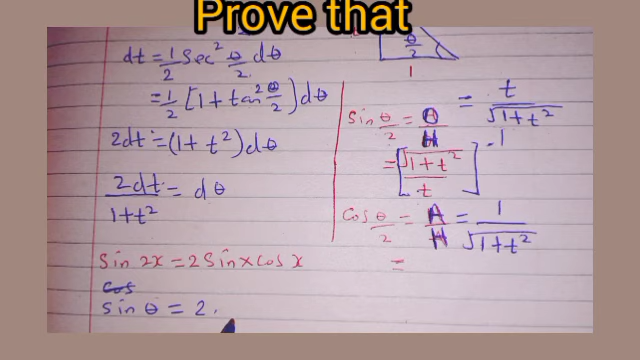 Prove that
dt = 1/2 sec² θ/2 dθ
= 1/2 [1 + tan² θ/2] dθ
2dt = (1 + t²) dθ
2dt/1+t² = dθ
sin 2x = 2 sin x cos x
cos
sin θ = 2.
θ/2
1
sin θ/2 = O/H = t/√1+t²
= [√1+t²/t]⁻¹
cos θ/2 = A/H = 1/√1+t²
=